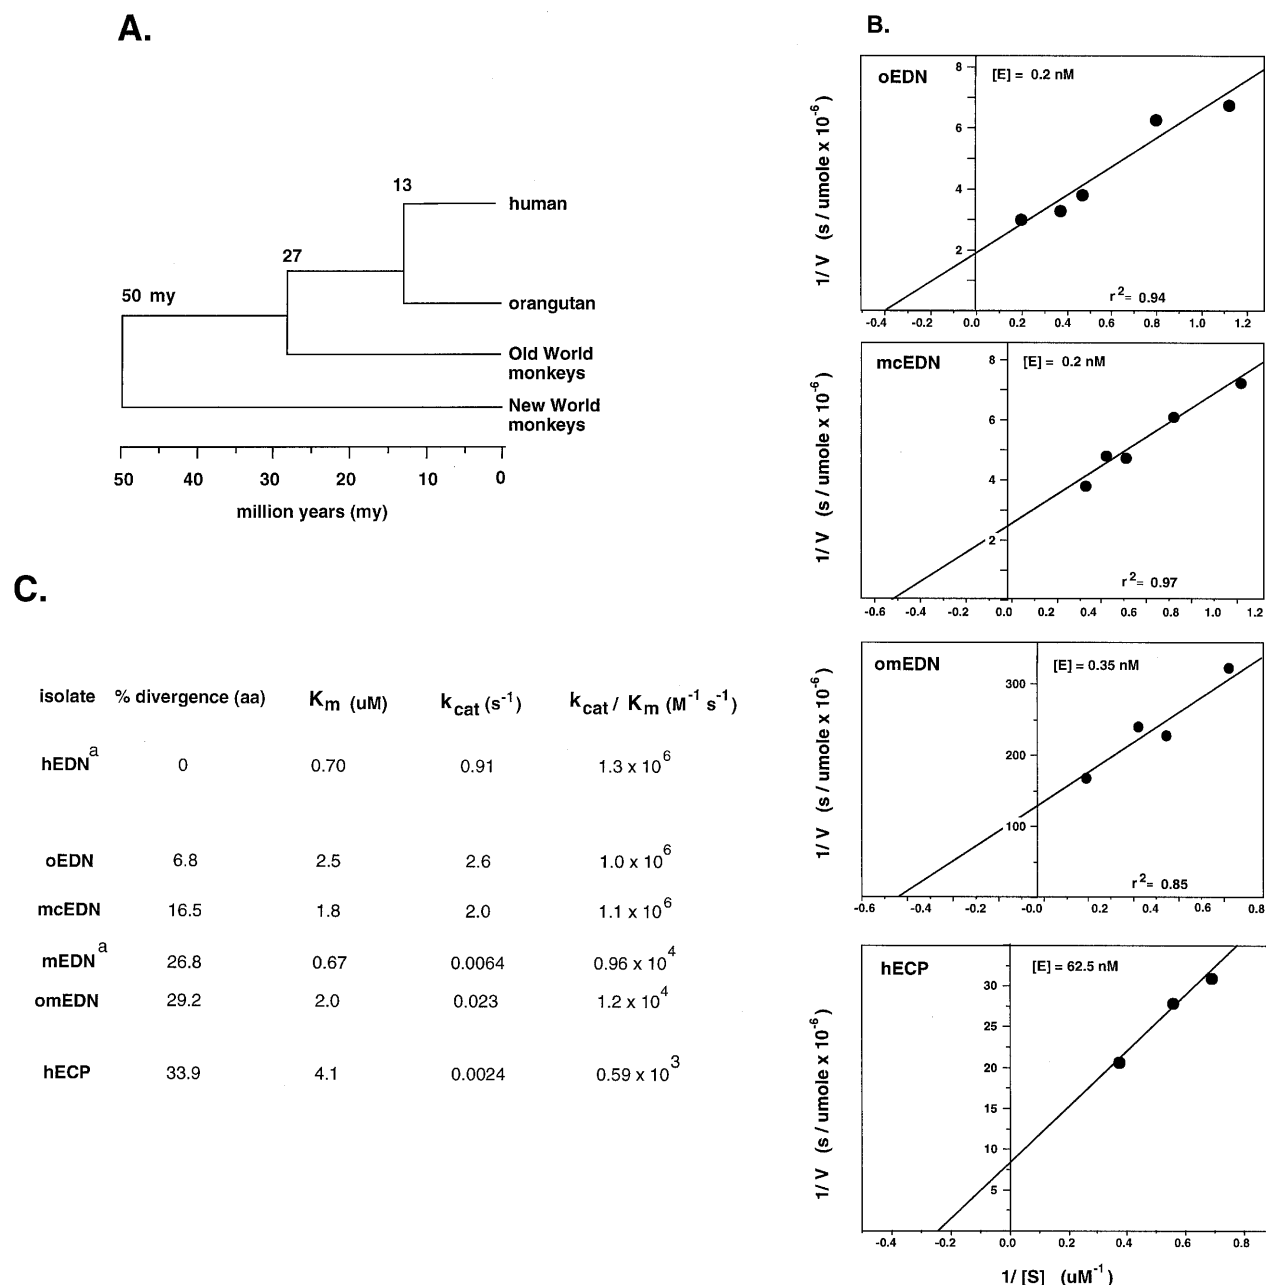 A.
13
human
27
50 my
orangutan
Old World
monkeys
New World
monkeys
50 40 30 20 10 0
million years (my)
B.
oEDN
[E] = 0.2 nM
8
6
4
2
1/ V (s / umole x 10⁻⁶)
r²= 0.94
-0.4 -0.2 0.0 0.2 0.4 0.6 0.8 1.0 1.2
mcEDN
[E] = 0.2 nM
8
6
4
2
1/ V (s / umole x 10⁻⁶)
r²= 0.97
-0.6 -0.4 -0.2 0.0 0.2 0.4 0.6 0.8 1.0 1.2
omEDN
[E] = 0.35 nM
300
200
100
1/ V (s / umole x 10⁻⁶)
r²= 0.85
-0.6 -0.4 -0.2 -0.0 0.2 0.4 0.6 0.8
hECP
[E] = 62.5 nM
30
25
20
15
10
5
1/ V (s / umole x 10⁻⁶)
-0.4 -0.2 0.0 0.2 0.4 0.6 0.8
1/ [S] (uM⁻¹)
C.
isolate % divergence (aa) Km (uM) kcat (s⁻¹) kcat / Km (M⁻¹ s⁻¹)
hEDNᵃ 0 0.70 0.91 1.3 x 10⁶
oEDN 6.8 2.5 2.6 1.0 x 10⁶
mcEDN 16.5 1.8 2.0 1.1 x 10⁶
mEDNᵃ 26.8 0.67 0.0064 0.96 x 10⁴
omEDN 29.2 2.0 0.023 1.2 x 10⁴
hECP 33.9 4.1 0.0024 0.59 x 10³